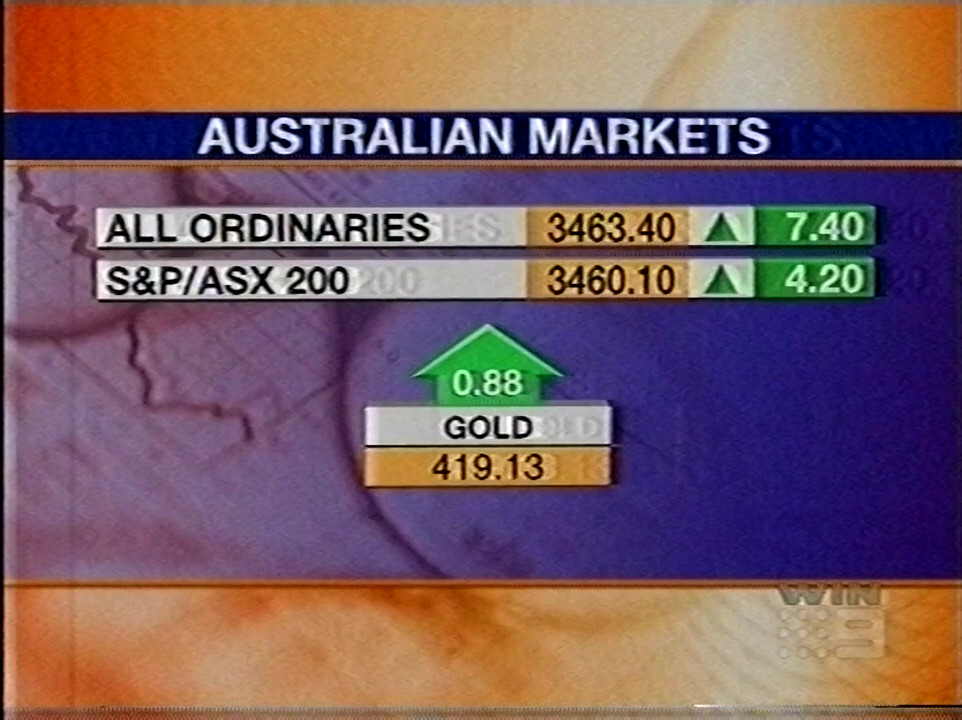 AUSTRALIAN MARKETS
ALL ORDINARIES 3463.40 ▲ 7.40
S&P/ASX 200 3460.10 ▲ 4.20
0.88
GOLD
419.13
WIN
9